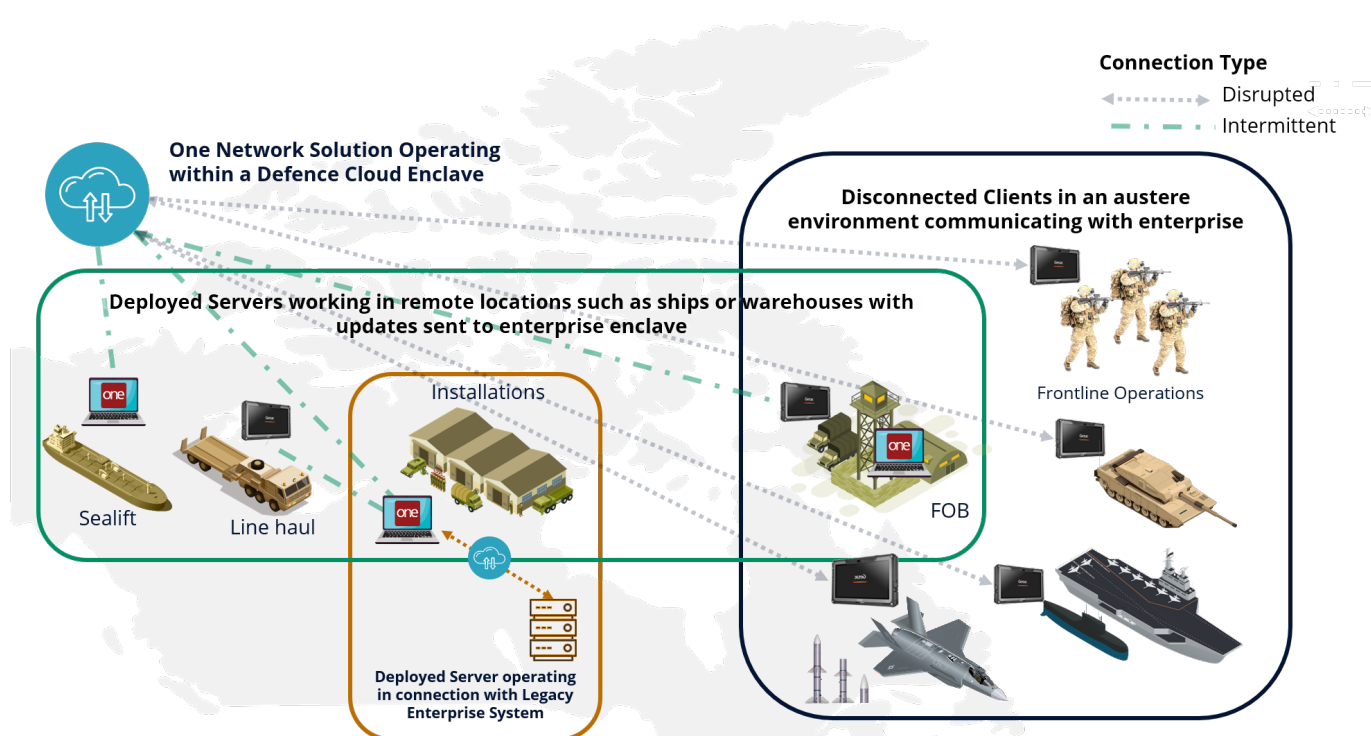 Connection Type
Disrupted
Intermittent
One Network Solution Operating
within a Defence Cloud Enclave
Disconnected Clients in an austere
environment communicating with enterprise
Deployed Servers working in remote locations such as ships or warehouses with
updates sent to enterprise enclave
Frontline Operations
Installations
one
one
one
Sealift
Line haul
FOB
Deployed Server operating
in connection with Legacy
Enterprise System